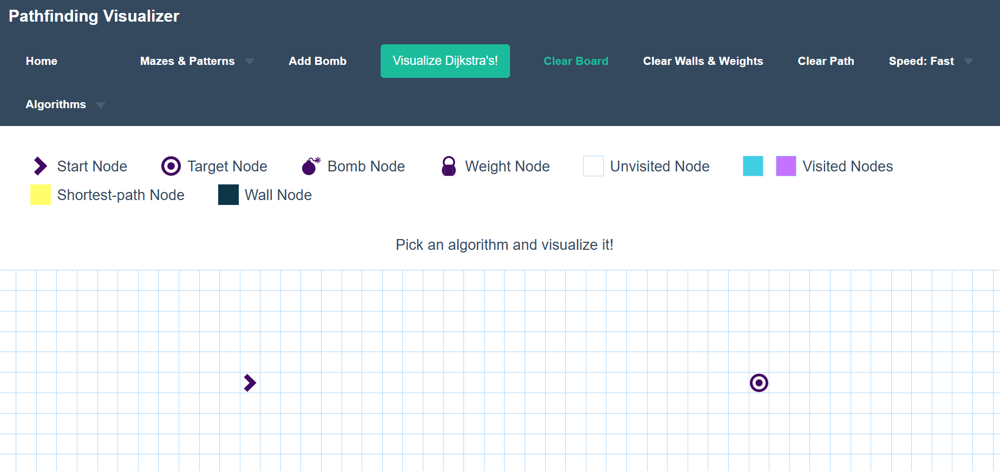 Pathfinding Visualizer
Home Mazes & Patterns Add Bomb Visualize Dijkstra's! Clear Board Clear Walls & Weights Clear Path Speed: Fast
Algorithms
Start Node Target Node Bomb Node Weight Node Unvisited Node Visited Nodes
Shortest-path Node Wall Node
Pick an algorithm and visualize it!